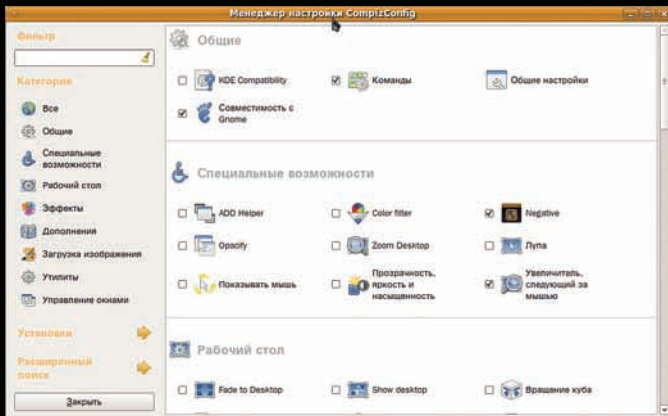 Менеджер настройки CompizConfig
Фильтр
Категория
Все
Общие
Специальные
возможности
Рабочий стол
Эффекты
Дополнения
Загрузка изображения
Утилиты
Управление окнами
Установки
Расширенный
поиск
Закрыть
Общие
KDE Compatibility
Команды
Общие настройки
Совместимость с
Gnome
Специальные возможности
ADD Helper
Color filter
Negative
Opacify
Zoom Desktop
Лупа
Показывать мышь
Прозрачность,
яркость и
насыщенность
Увеличитель,
следующий за
мышью
Рабочий стол
Fade to Desktop
Show desktop
Вращение куба